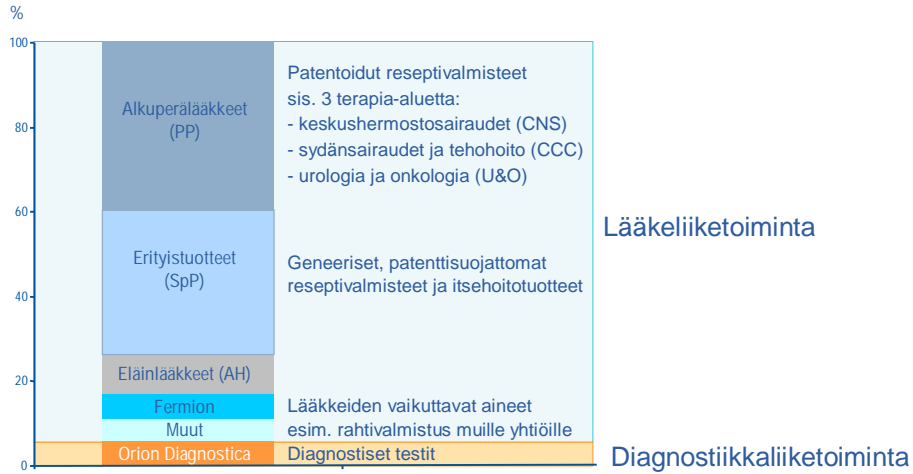 %
100
Alkuperälääkkeet
(PP)
Patentoidut reseptivalmisteet
sis. 3 terapia-aluetta:
- keskushermostosairaudet (CNS)
- sydänsairaudet ja tehohoito (CCC)
- urologia ja onkologia (U&O)
80
60
Lääkeliiketoiminta
Erityistuotteet
(SpP)
Geneeriset, patenttisuojattomat
reseptivalmisteet ja itsehoitotuotteet
40
20
Eläinlääkkeet (AH)
Fermion
Lääkkeiden vaikuttavat aineet
Muut
esim. rahtivalmistus muille yhtiöille
Orion Diagnostica
Diagnostiset testit
Diagnostiikkaliiketoiminta
0